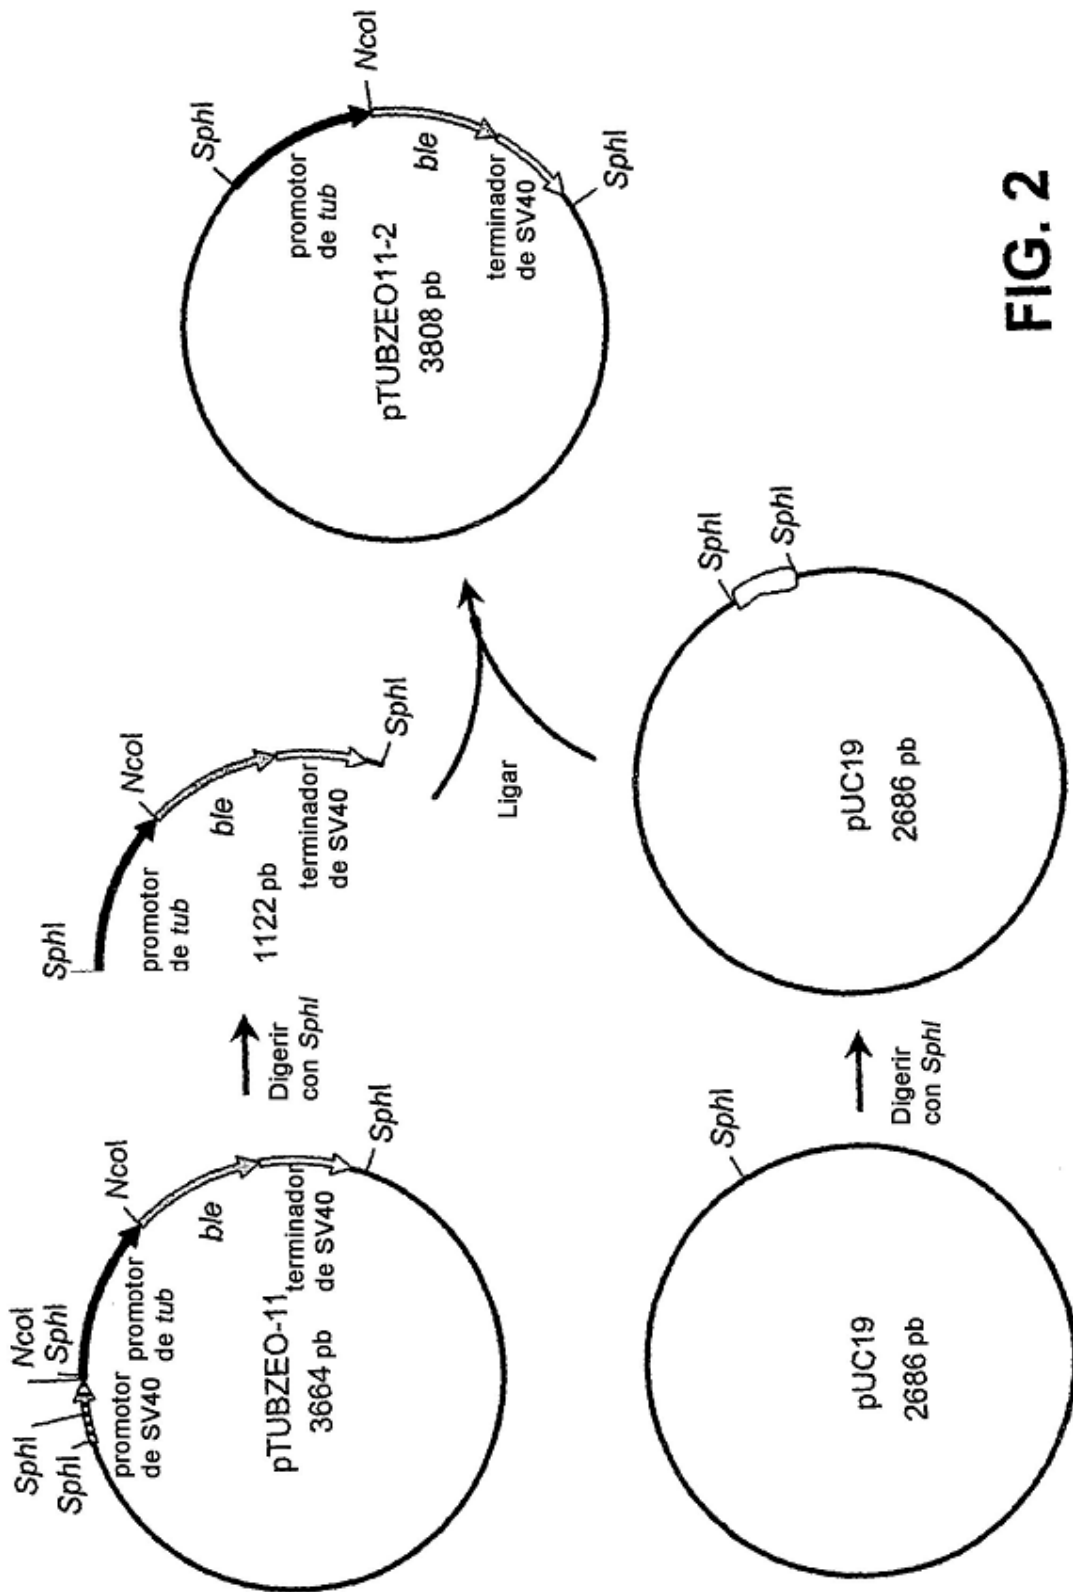 SphI
SphI
NcoI
SphI
promotor
de SV40
promotor
de tub
NcoI
ble
pTUBZEO-11
3664 pb
terminador
de SV40
SphI
Digerir
con SphI
SphI
promotor
de tub
NcoI
ble
1122 pb
terminador
de SV40
SphI
SphI
pUC19
2686 pb
Digerir
con SphI
SphI
SphI
pUC19
2686 pb
Ligar
SphI
promotor
de tub
NcoI
ble
pTUBZEO11-2
3808 pb
terminador
de SV40
SphI
FIG. 2